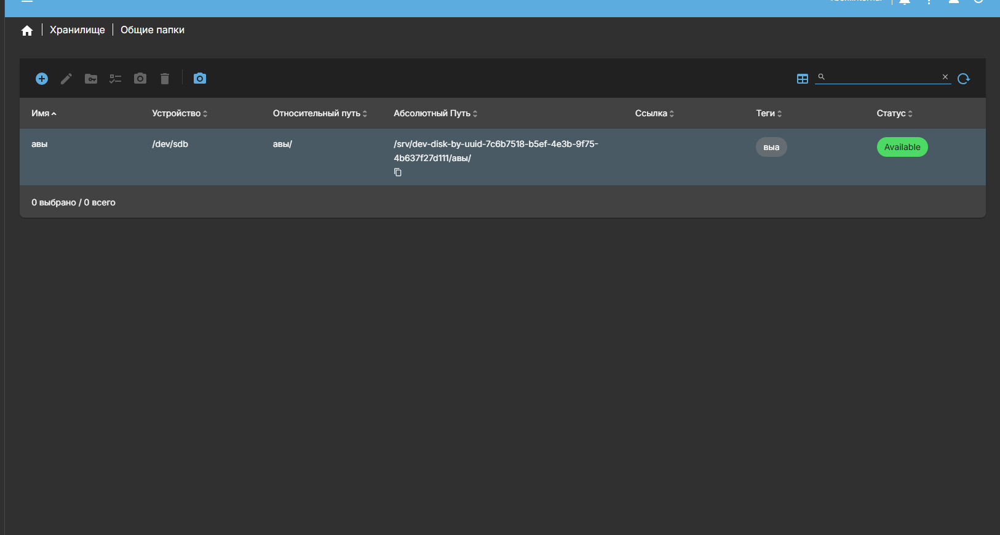 Хранилище
Общие папки
Имя Устройство Относительный путь Абсолютный Путь Ссылка Теги Статус
авы /dev/sdb авы/ /srv/dev-disk-by-uuid-7c6b7518-b5ef-4e3b-9f75-
4b637f27d111/авы/
выа
Available
0 выбрано / 0 всего